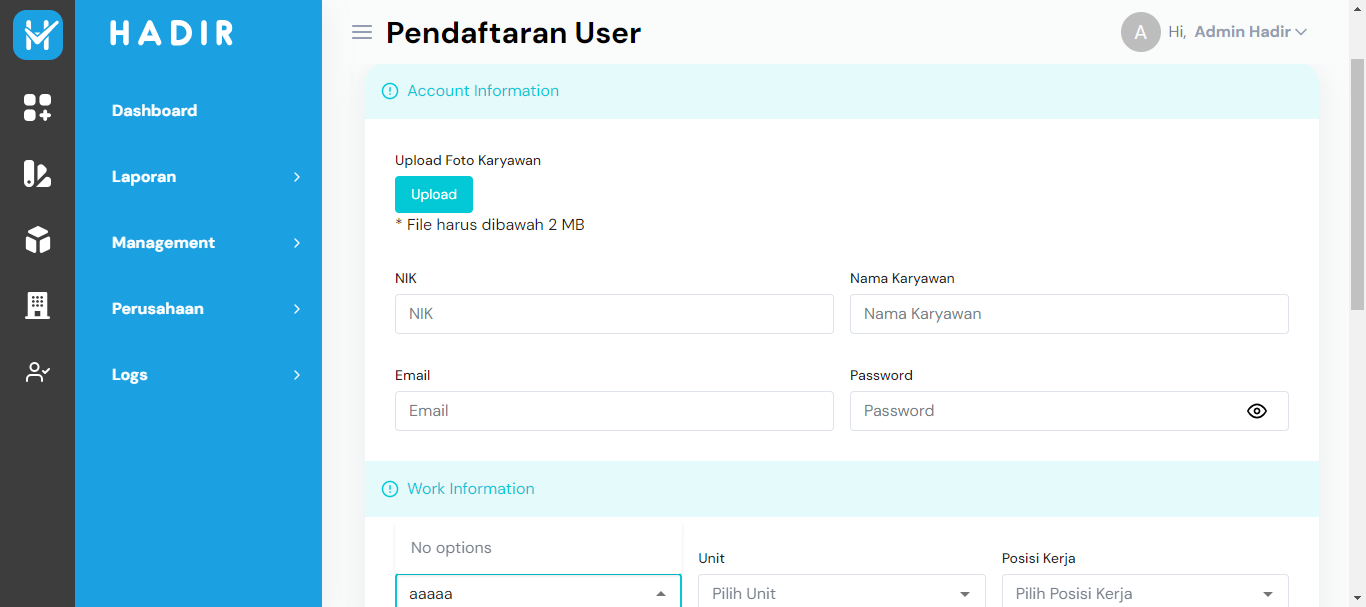 HADIR
Pendaftaran User
A
Hi, Admin Hadir
Dashboard
Laporan
Management
Perusahaan
Logs
Account Information
Upload Foto Karyawan
Upload
* File harus dibawah 2 MB
NIK
Nama Karyawan
NIK
Nama Karyawan
Email
Password
Email
Password
Work Information
No options
Unit
Posisi Kerja
aaaaa
Pilih Unit
Pilih Posisi Kerja